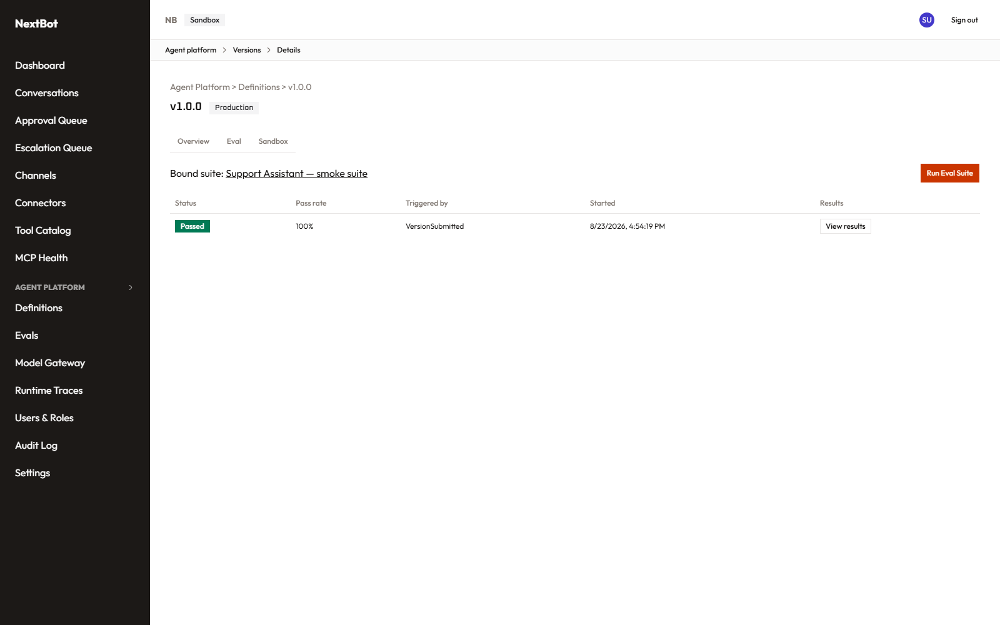 NextBot
Dashboard
Conversations
Approval Queue
Escalation Queue
Channels
Connectors
Tool Catalog
MCP Health
AGENT PLATFORM
Definitions
Evals
Model Gateway
Runtime Traces
Users & Roles
Audit Log
Settings
NB Sandbox SU Sign out
Agent platform > Versions > Details
Agent Platform > Definitions > v1.0.0
v1.0.0 Production
Overview Eval Sandbox
Bound suite: Support Assistant — smoke suite Run Eval Suite
Status Pass rate Triggered by Started Results
Passed 100% VersionSubmitted 8/23/2026, 4:54:19 PM View results